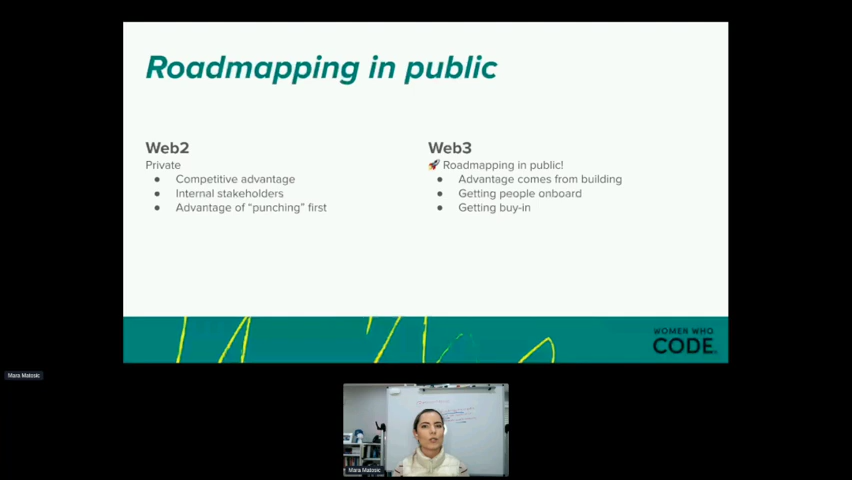 Roadmapping in public
Web2
Private
● Competitive advantage
● Internal stakeholders
● Advantage of “punching” first
Web3
🚀 Roadmapping in public!
● Advantage comes from building
● Getting people onboard
● Getting buy-in
WOMEN WHO
CODE
Mara Matosic
Mara Matosic